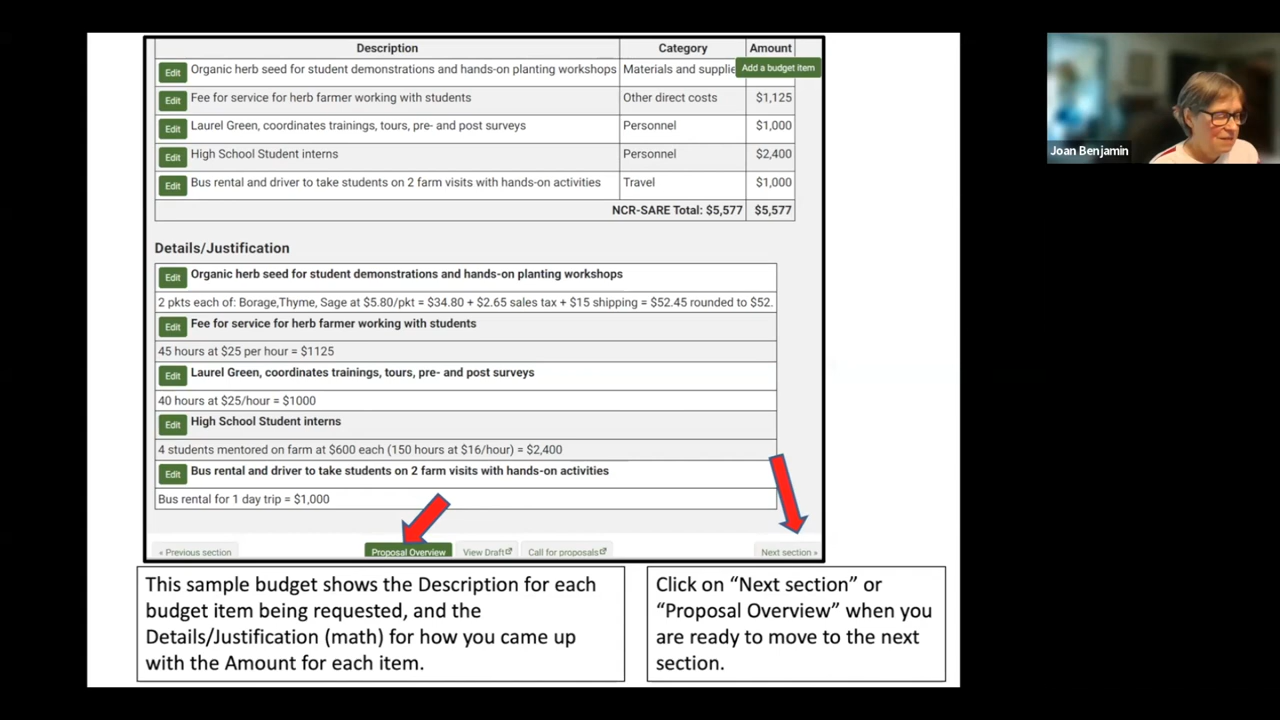 Description Category Amount
Edit Organic herb seed for student demonstrations and hands-on planting workshops Materials and supplie Add a budget item
Edit Fee for service for herb farmer working with students Other direct costs $1,125
Edit Laurel Green, coordinates trainings, tours, pre- and post surveys Personnel $1,000
Edit High School Student interns Personnel $2,400
Edit Bus rental and driver to take students on 2 farm visits with hands-on activities Travel $1,000
NCR-SARE Total: $5,577 $5,577
Details/Justification
Edit Organic herb seed for student demonstrations and hands-on planting workshops
2 pkts each of: Borage,Thyme, Sage at $5.80/pkt = $34.80 + $2.65 sales tax + $15 shipping = $52.45 rounded to $52.
Edit Fee for service for herb farmer working with students
45 hours at $25 per hour = $1125
Edit Laurel Green, coordinates trainings, tours, pre- and post surveys
40 hours at $25/hour = $1000
Edit High School Student interns
4 students mentored on farm at $600 each (150 hours at $16/hour) = $2,400
Edit Bus rental and driver to take students on 2 farm visits with hands-on activities
Bus rental for 1 day trip = $1,000
« Previous section Proposal Overview View Draft Call for proposals Next section »
This sample budget shows the Description for each
budget item being requested, and the
Details/Justification (math) for how you came up
with the Amount for each item.
Click on “Next section” or
“Proposal Overview” when you
are ready to move to the next
section.
Joan Benjamin